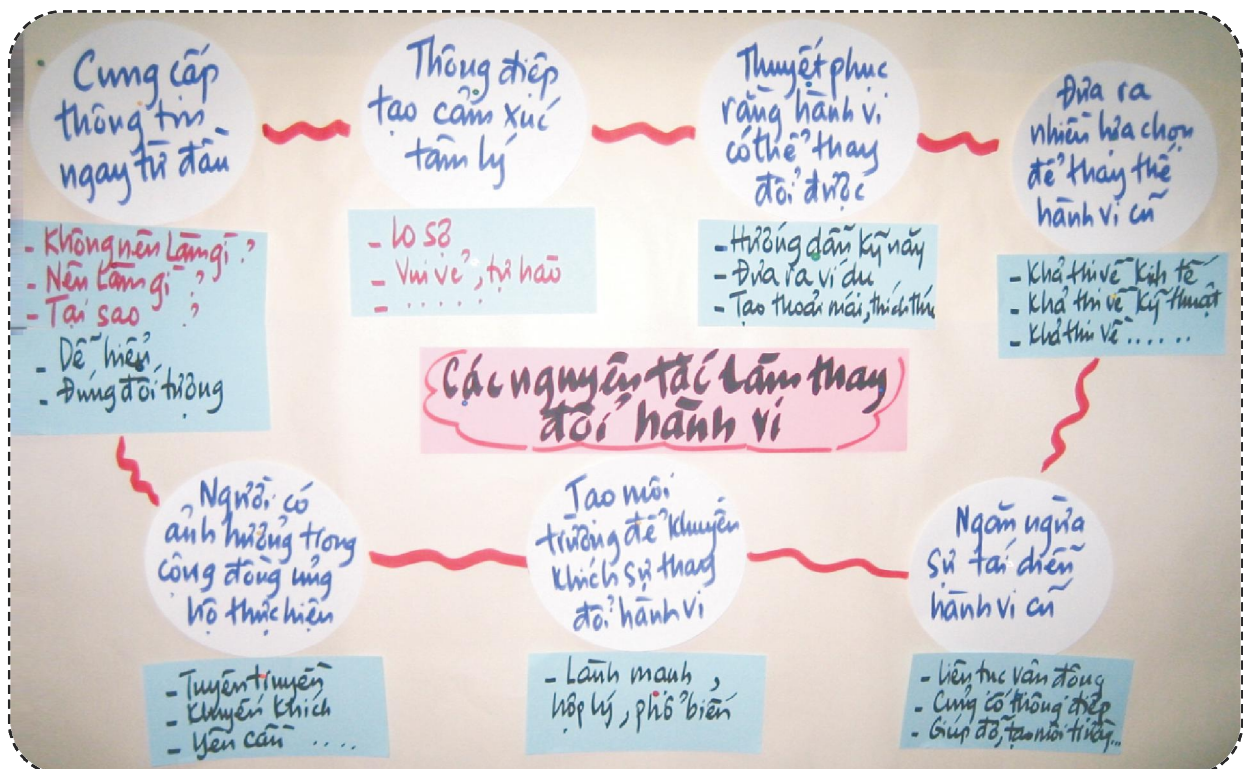 Cung cấp
thông tin
ngay từ đầu
- Không nên làm gì?
- Nên làm gì?
- Tại sao ?
- Dễ hiểu
- Đúng đối tượng
Thông điệp
tạo cảm xúc
tâm lý
- Lo sợ
- Vui vẻ, tự hào
- . . . . .
Thuyết phục
rằng hành vi
có thể thay
đổi được
- Hướng dẫn kỹ năng
- Đưa ra ví dụ
- Tạo thoải mái, thích thú
Đưa ra
nhiều lựa chọn
để thay thế
hành vi cũ
- Khả thi về kinh tế
- Khả thi về kỹ thuật
- Khả thi về ......
Các nguyên tắc làm thay
đổi hành vi
Người có
ảnh hưởng trong
cộng đồng ủng
hộ thực hiện
- Tuyên truyền
- Khuyến khích
- Yêu cầu ....
Tạo môi
trường để khuyến
khích sự thay
đổi hành vi
- Lành mạnh,
hợp lý, phổ biến
Ngăn ngừa
sự tái diễn
hành vi cũ
- Liên tục vận động
- Củng cố thông điệp
- Giúp đỡ, tạo môi trường...